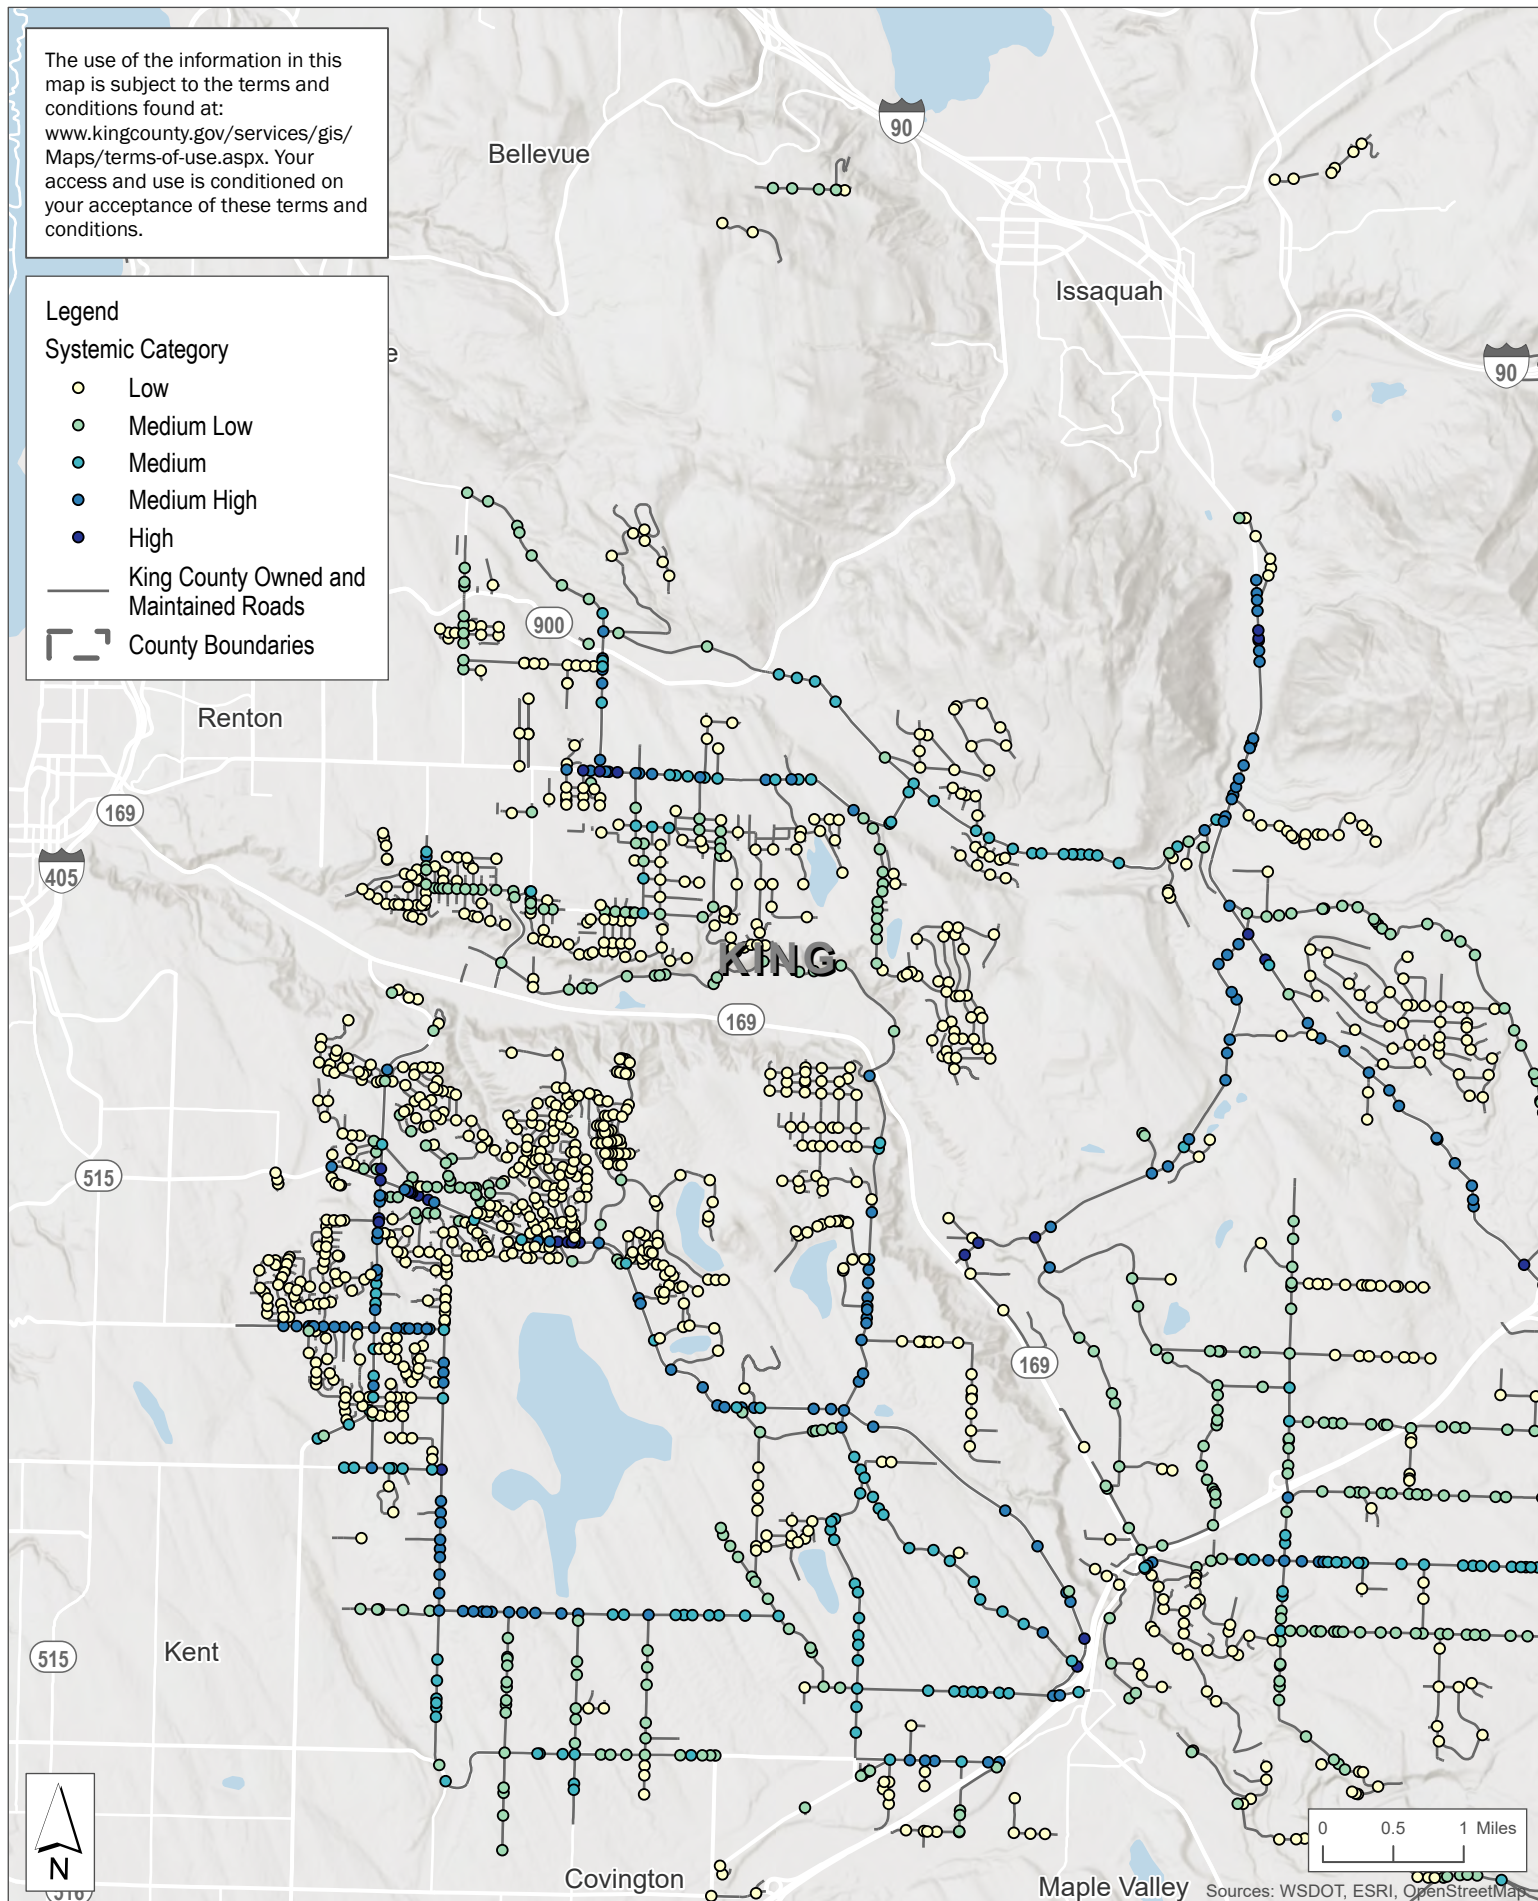 The use of the information in this
map is subject to the terms and
conditions found at:
www.kingcounty.gov/services/gis/
Maps/terms-of-use.aspx. Your
access and use is conditioned on
your acceptance of these terms and
conditions.
Legend
Systemic Category
Low
Medium Low
Medium
Medium High
High
King County Owned and
Maintained Roads
County Boundaries
e
Bellevue
90
Issaquah
90
900
Renton
169
405
KING
169
515
169
Kent
515
N
Covington
Maple Valley
0 0.5 1 Miles
Sources: WSDOT, ESRI, OpenStreetMap